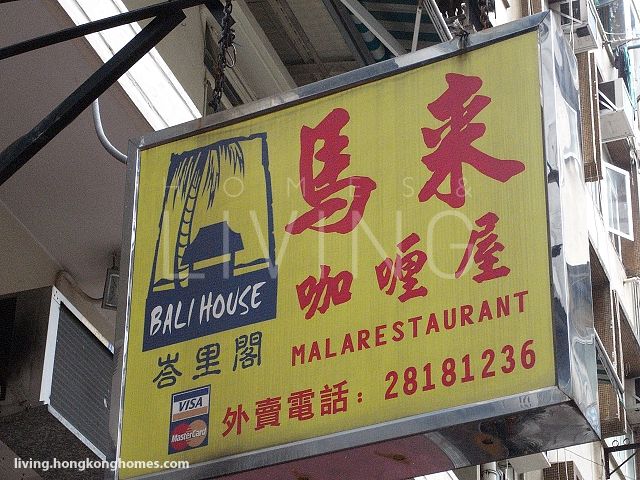 馬來
咖喱屋
MALARESTAURANT
BALI HOUSE
峇里閣
VISA
MasterCard
外賣電話：28181236
HOMES &
LIVING
living.hongkonghomes.com